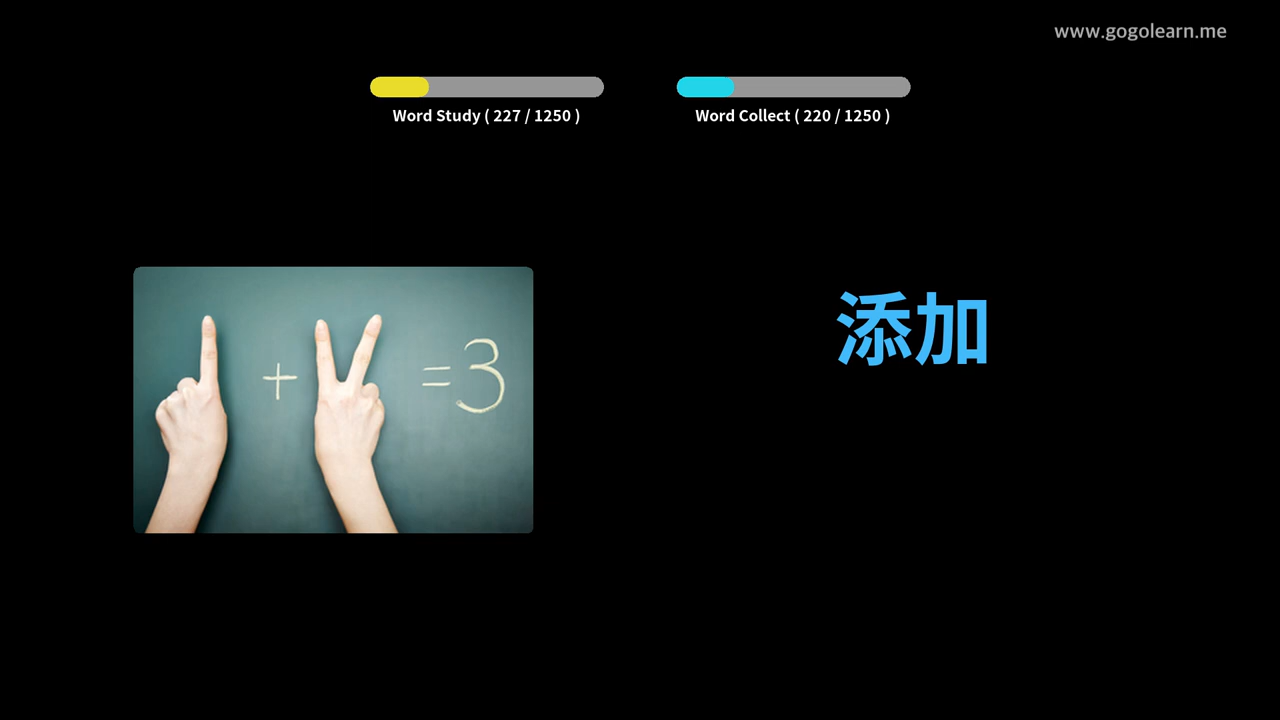 www.gogolearn.me
Word Study ( 227 / 1250 )
Word Collect ( 220 / 1250 )
添加
+ =3